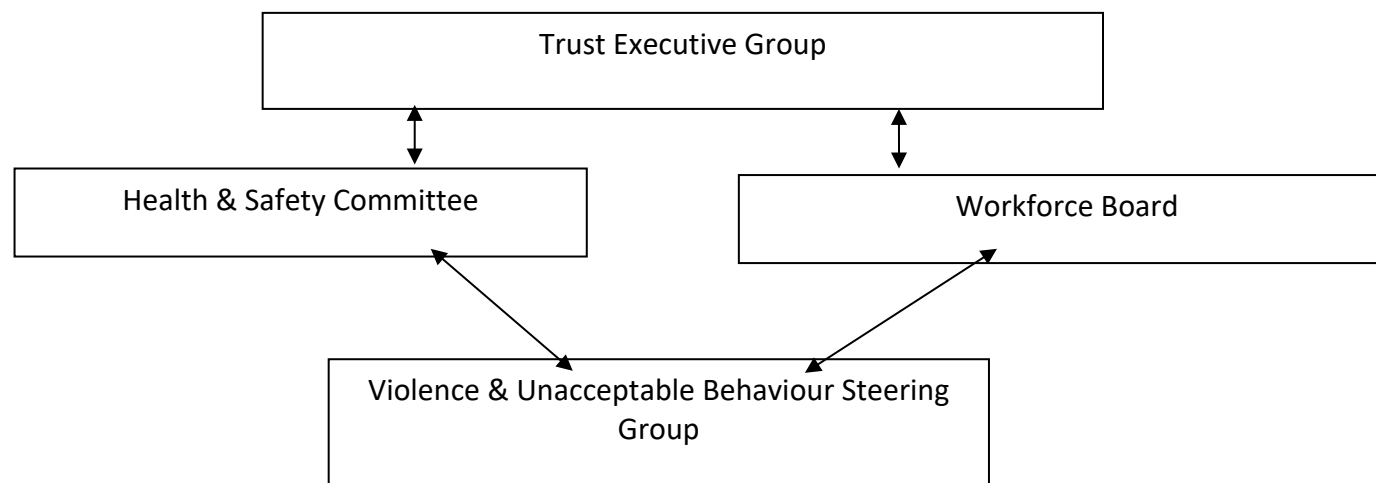 Trust Executive Group
Health & Safety Committee
Workforce Board
Violence & Unacceptable Behaviour Steering
Group